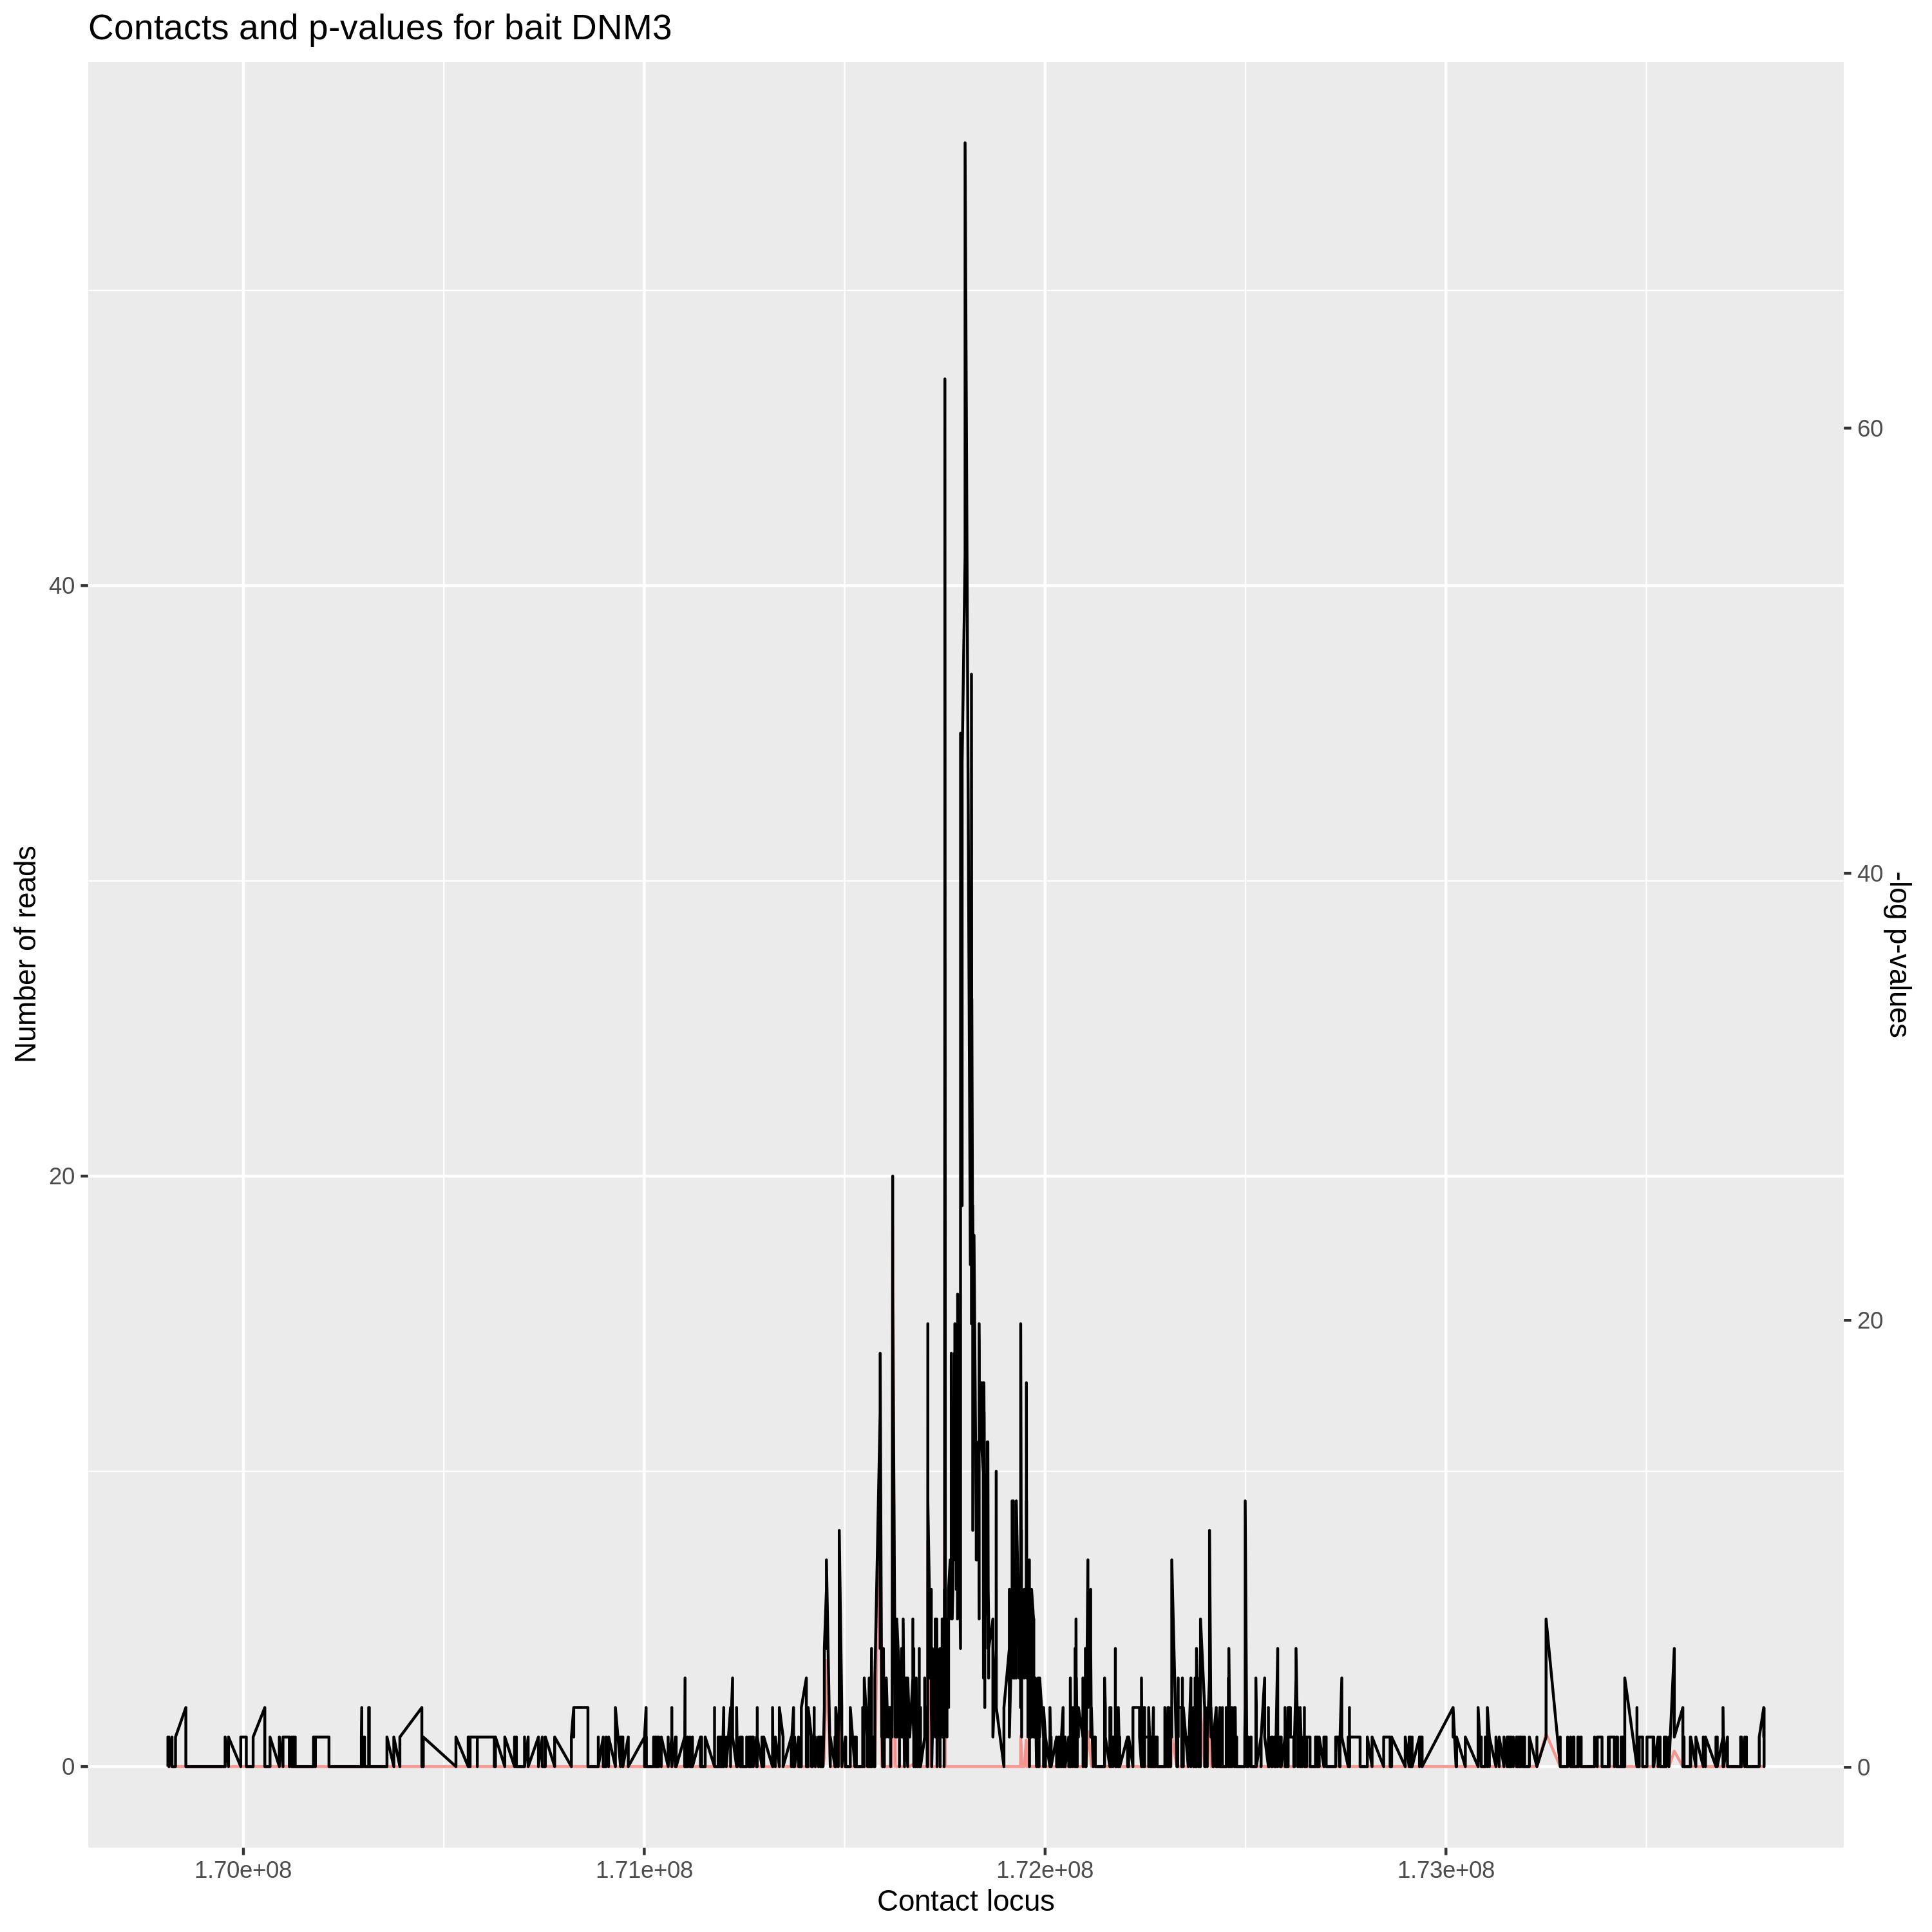 Contacts and p-values for bait DNM3
Number of reads
40
20
0
60
40
20
0
-log p-values
1.70e+08
1.71e+08
1.72e+08
1.73e+08
Contact locus